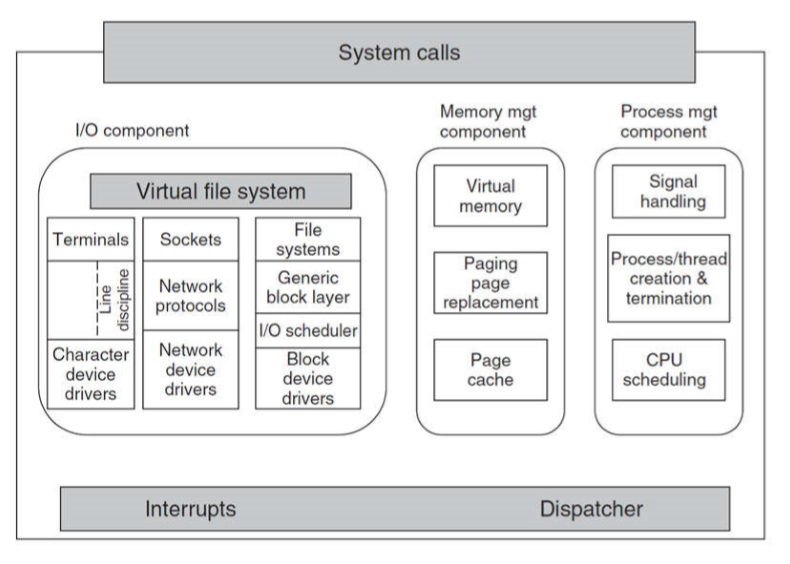 System calls
I/O component
Memory mgt
component
Process mgt
component
Virtual file system
Terminals
Line
discipline
Character
device
drivers
Sockets
Network
protocols
Network
device
drivers
File
systems
Generic
block layer
I/O scheduler
Block
device
drivers
Virtual
memory
Paging
page
replacement
Page
cache
Signal
handling
Process/thread
creation &
termination
CPU
scheduling
Interrupts
Dispatcher